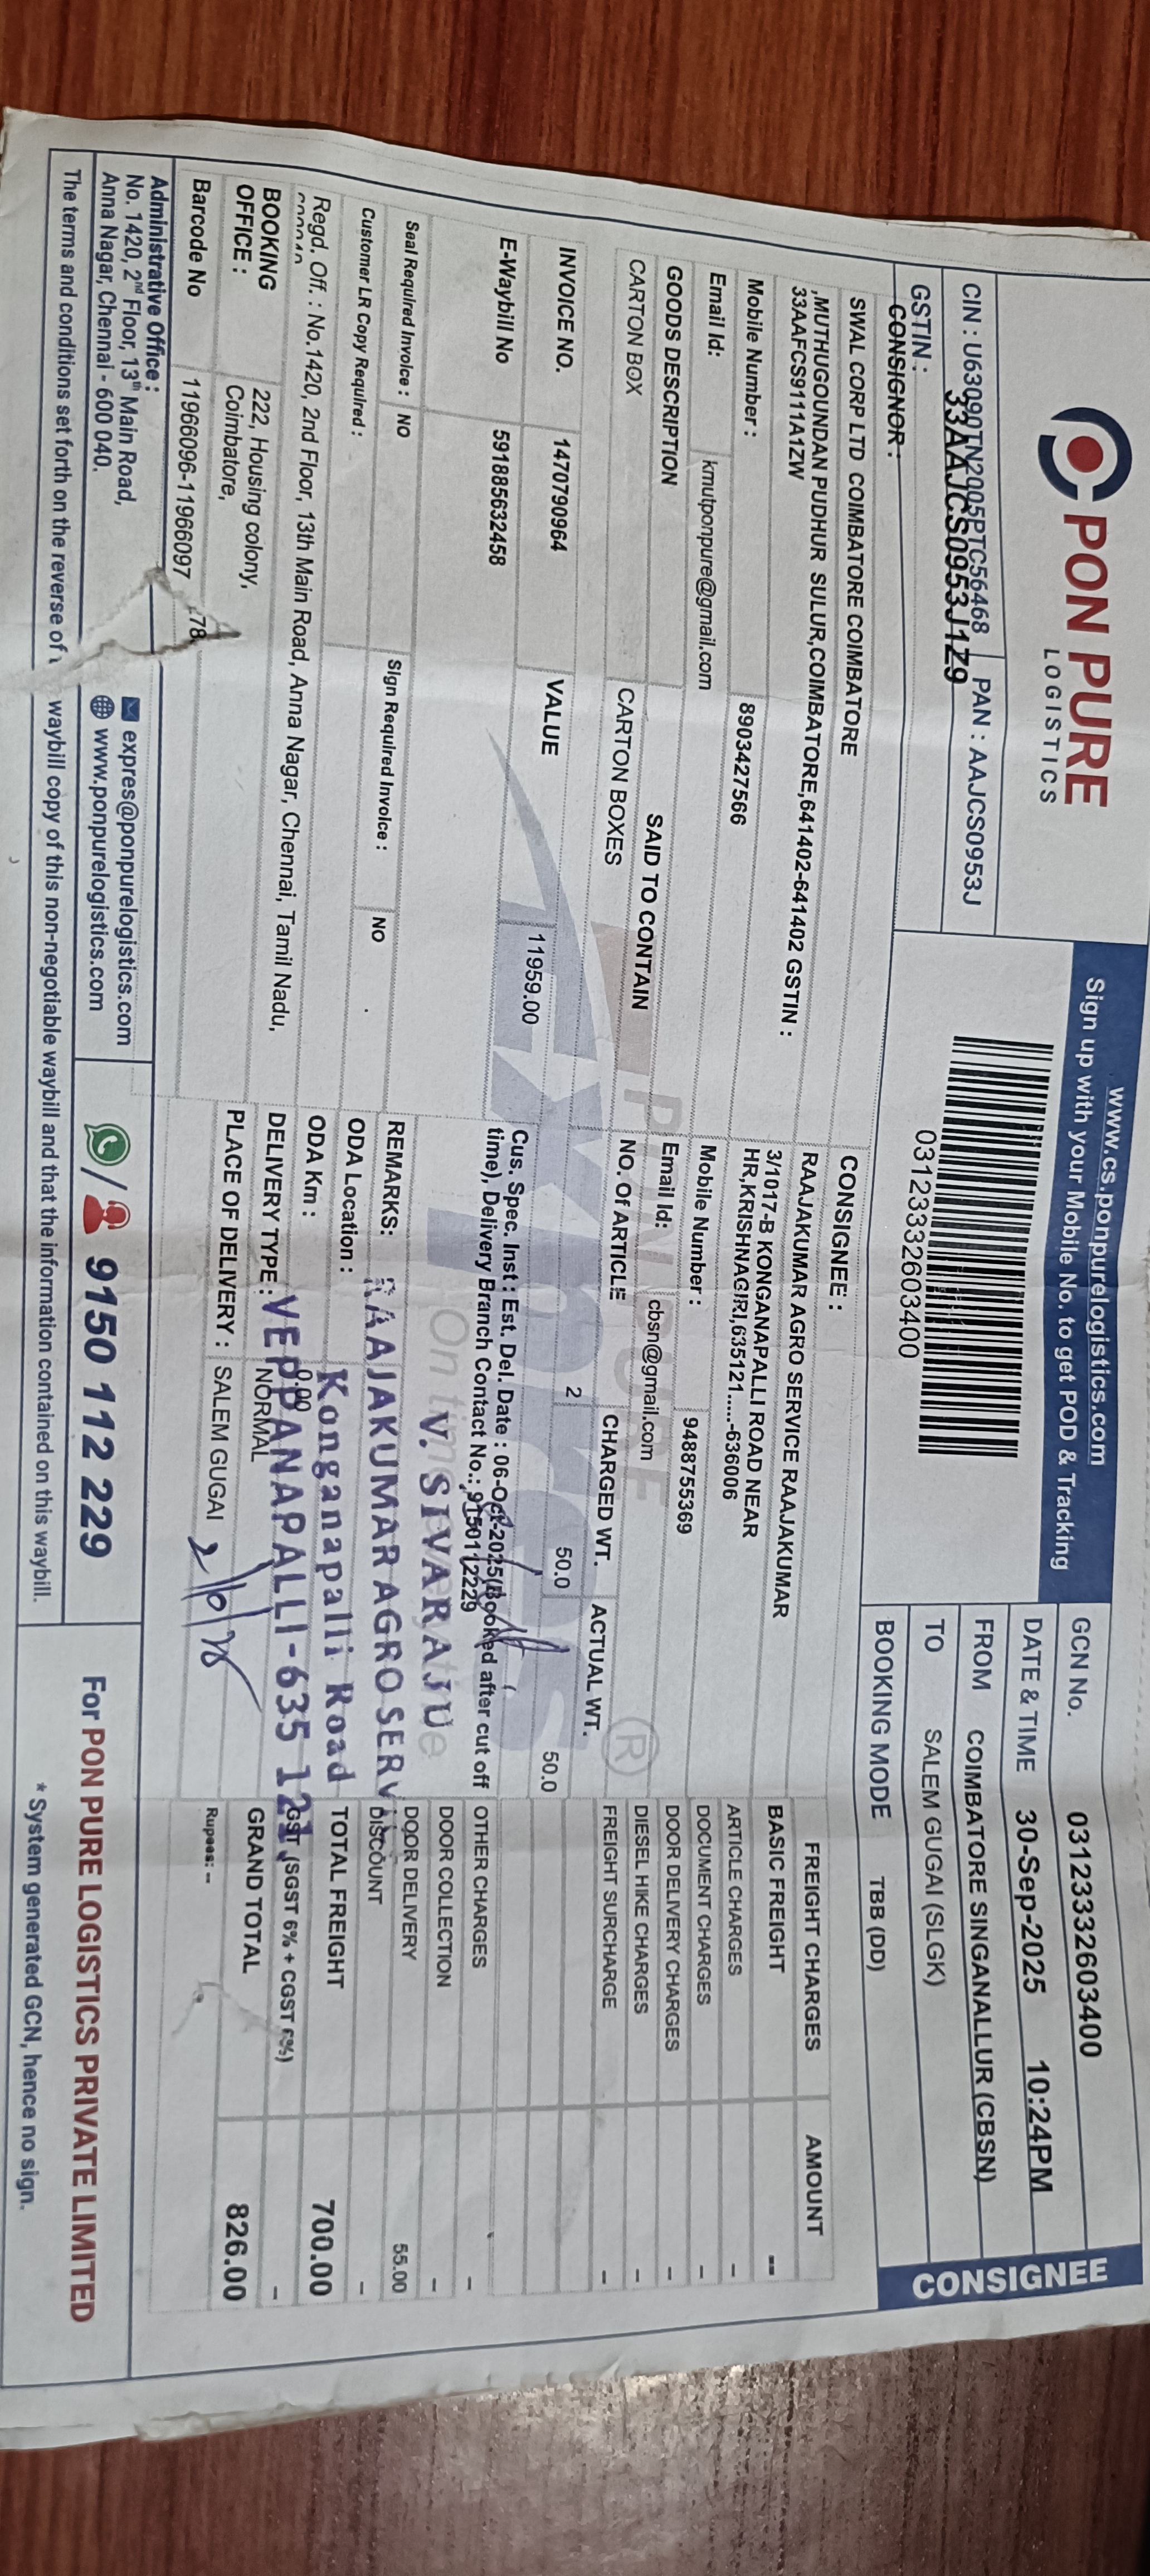 PON PURE
LOGISTICS
CIN : U63090TN2005PTC56468
PAN : AAJCS0953J
GSTIN :
33AAJCS0953J1Z9
www.cs.ponpurelogistics.com
Sign up with your Mobile No. to get POD & Tracking
03123332603400
GCN No. 03123332603400
DATE & TIME 30-Sep-2025 10:24PM
FROM COIMBATORE SINGANALLUR (CBSN)
TO SALEM GUGAI (SLGK)
BOOKING MODE TBB (DD)
CONSIGNEE
CONSIGNOR :
SWAL CORP LTD COIMBATORE COIMBATORE
,MUTHUGOUNDAN PUDHUR SULUR,COIMBATORE,641402-641402 GSTIN :
33AAFCS9111A1ZW
Mobile Number : 8903427566
Email Id: kmutponpure@gmail.com
CONSIGNEE :
RAAJAKUMAR AGRO SERVICE RAAJAKUMAR
3/1017-B KONGANAPALLI ROAD NEAR
HR,KRISHNAGIRI,635121.....-636006
Mobile Number : 9488755369
Email Id: cbsn@gmail.com
GOODS DESCRIPTION SAID TO CONTAIN NO. Of ARTICLE CHARGED WT. ACTUAL WT.
CARTON BOX CARTON BOXES 2 50.0 50.0
INVOICE NO. 1470790964 VALUE 11959.00
E-Waybill No 591885632458
Cus. Spec. Inst : Est. Del. Date : 06-Oct-2025(Booked after cut off
time), Delivery Branch Contact No.: 9150112229
Seal Required Invoice : NO Sign Required Invoice : NO
Customer LR Copy Required :
Regd. Off. : No.1420, 2nd Floor, 13th Main Road, Anna Nagar, Chennai, Tamil Nadu,
BOOKING OFFICE : 222, Housing colony,
Coimbatore,
Barcode No 11966096-11966097
PON PURE
Expres
On time
REMARKS:
ODA Location :
ODA Km : 0.00
DELIVERY TYPE : NORMAL
PLACE OF DELIVERY : SALEM GUGAI
V. SIVARAJU
RAAJAKUMAR AGRO SERV
Konganapalli Road
VEPPANAPALLI-635 121.
FREIGHT CHARGES AMOUNT
BASIC FREIGHT --
ARTICLE CHARGES -
DOCUMENT CHARGES -
DOOR DELIVERY CHARGES -
DIESEL HIKE CHARGES -
FREIGHT SURCHARGE -
OTHER CHARGES -
DOOR COLLECTION -
DOOR DELIVERY 55.00
DISCOUNT -
TOTAL FREIGHT 700.00
GST (SGST 6% + CGST 6%) -
GRAND TOTAL 826.00
Rupees: --
Administrative Office :
No. 1420, 2nd Floor, 13th Main Road,
Anna Nagar, Chennai - 600 040.
expres@ponpurelogistics.com
www.ponpurelogistics.com
/ 9150 112 229
For PON PURE LOGISTICS PRIVATE LIMITED
The terms and conditions set forth on the reverse of waybill copy of this non-negotiable waybill and that the information contained on this waybill.
* System generated GCN, hence no sign.